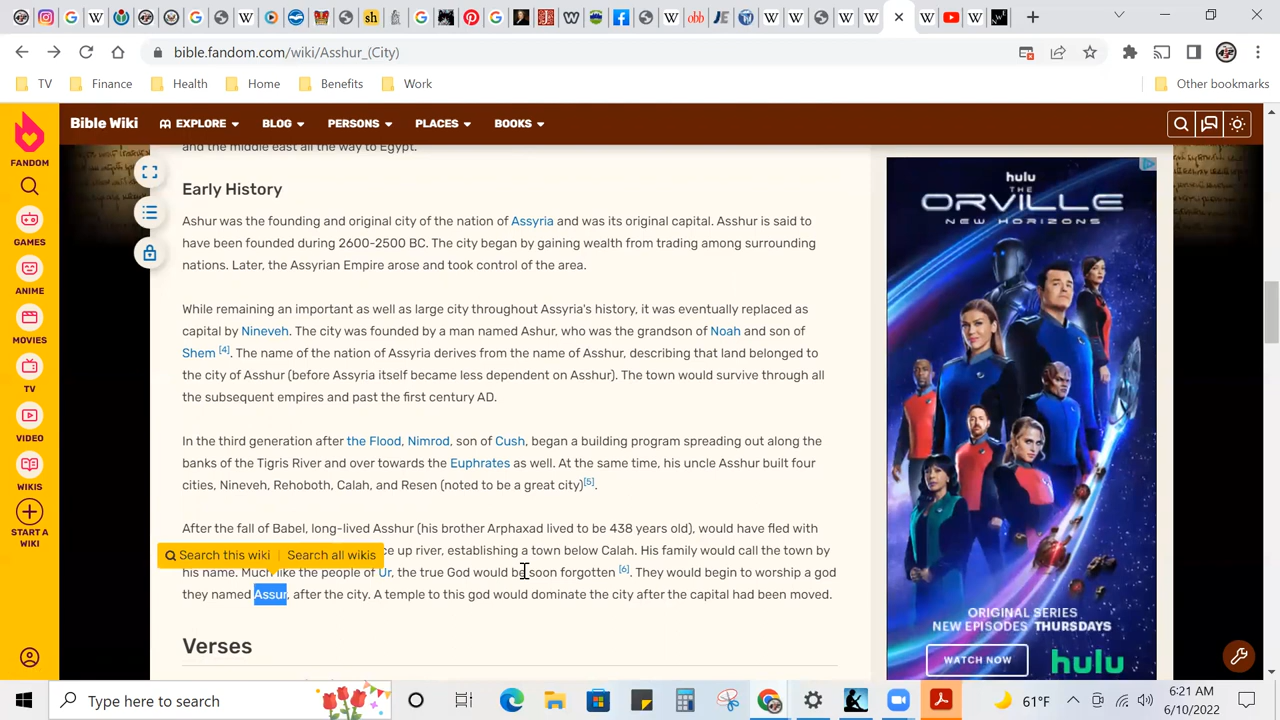 bible.fandom.com/wiki/Asshur_(City)
TV Finance Health Home Benefits Work Other bookmarks
Bible Wiki EXPLORE BLOG PERSONS PLACES BOOKS
FANDOM
GAMES
ANIME
MOVIES
TV
VIDEO
WIKIS
START A
WIKI
and the middle east all the way to Egypt.
Early History
Ashur was the founding and original city of the nation of Assyria and was its original capital. Asshur is said to
have been founded during 2600-2500 BC. The city began by gaining wealth from trading among surrounding
nations. Later, the Assyrian Empire arose and took control of the area.
While remaining an important as well as large city throughout Assyria's history, it was eventually replaced as
capital by Nineveh. The city was founded by a man named Ashur, who was the grandson of Noah and son of
Shem [4]. The name of the nation of Assyria derives from the name of Asshur, describing that land belonged to
the city of Asshur (before Assyria itself became less dependent on Asshur). The town would survive through all
the subsequent empires and past the first century AD.
In the third generation after the Flood, Nimrod, son of Cush, began a building program spreading out along the
banks of the Tigris River and over towards the Euphrates as well. At the same time, his uncle Asshur built four
cities, Nineveh, Rehoboth, Calah, and Resen (noted to be a great city)[5].
After the fall of Babel, long-lived Asshur (his brother Arphaxad lived to be 438 years old), would have fled with
Search this wiki Search all wikis
ce up river, establishing a town below Calah. His family would call the town by
his name. Much like the people of Ur, the true God would be soon forgotten [6]. They would begin to worship a god
they named Assur, after the city. A temple to this god would dominate the city after the capital had been moved.
Verses
hulu
THE
ORVILLE
NEW HORIZONS
ORIGINAL SERIES
NEW EPISODES THURSDAYS
WATCH NOW hulu
Type here to search
61°F
6:21 AM
6/10/2022